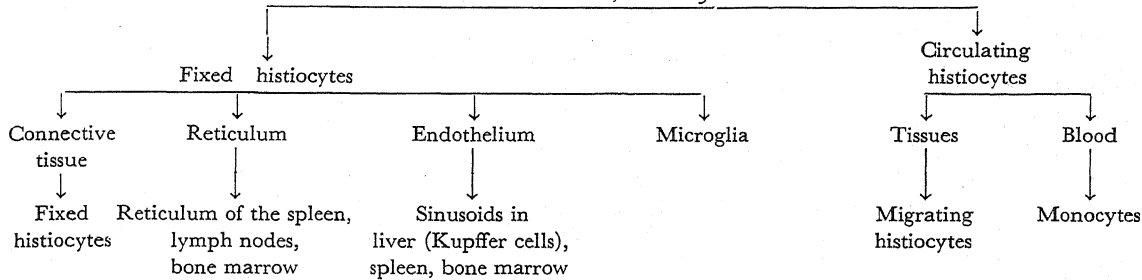 Circulating
Fixed histiocytes histiocytes
Connective Reticulum Endothelium Microglia Tissues Blood
tissue
Fixed Reticulum of the spleen, Sinusoids in Migrating Monocytes
histiocytes lymph nodes, liver (Kupffer cells), histiocytes
bone marrow spleen, bone marrow